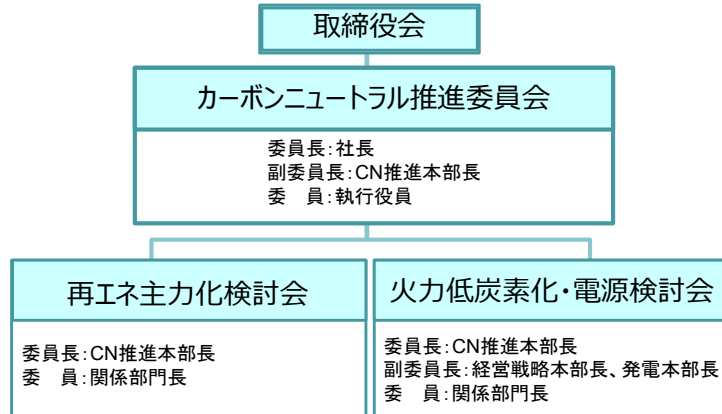 取締役会
カーボンニュートラル推進委員会
委員長：社長
副委員長：CN推進本部長
委　員：執行役員
再エネ主力化検討会
委員長：CN推進本部長
委　員：関係部門長
火力低炭素化・電源検討会
委員長：CN推進本部長
副委員長：経営戦略本部長、発電本部長
委　員：関係部門長